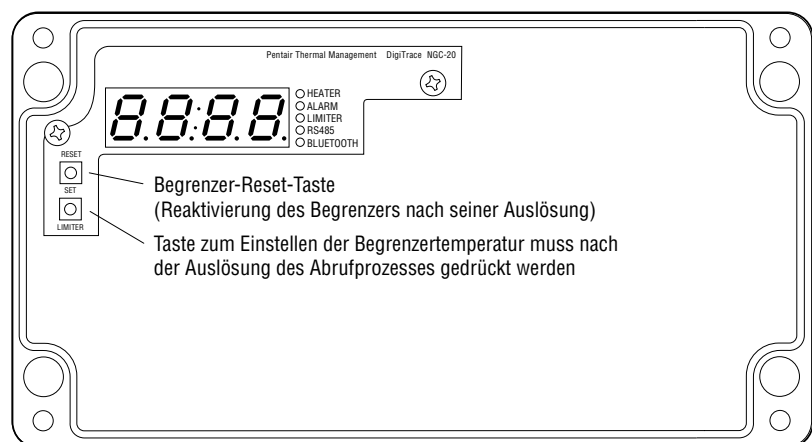 Pentair Thermal Management DigiTrace NGC-20
8.8:8.8.
HEATER
ALARM
LIMITER
RS485
BLUETOOTH
RESET
SET
LIMITER
Begrenzer-Reset-Taste
(Reaktivierung des Begrenzers nach seiner Auslösung)
Taste zum Einstellen der Begrenzertemperatur muss nach
der Auslösung des Abrufprozesses gedrückt werden